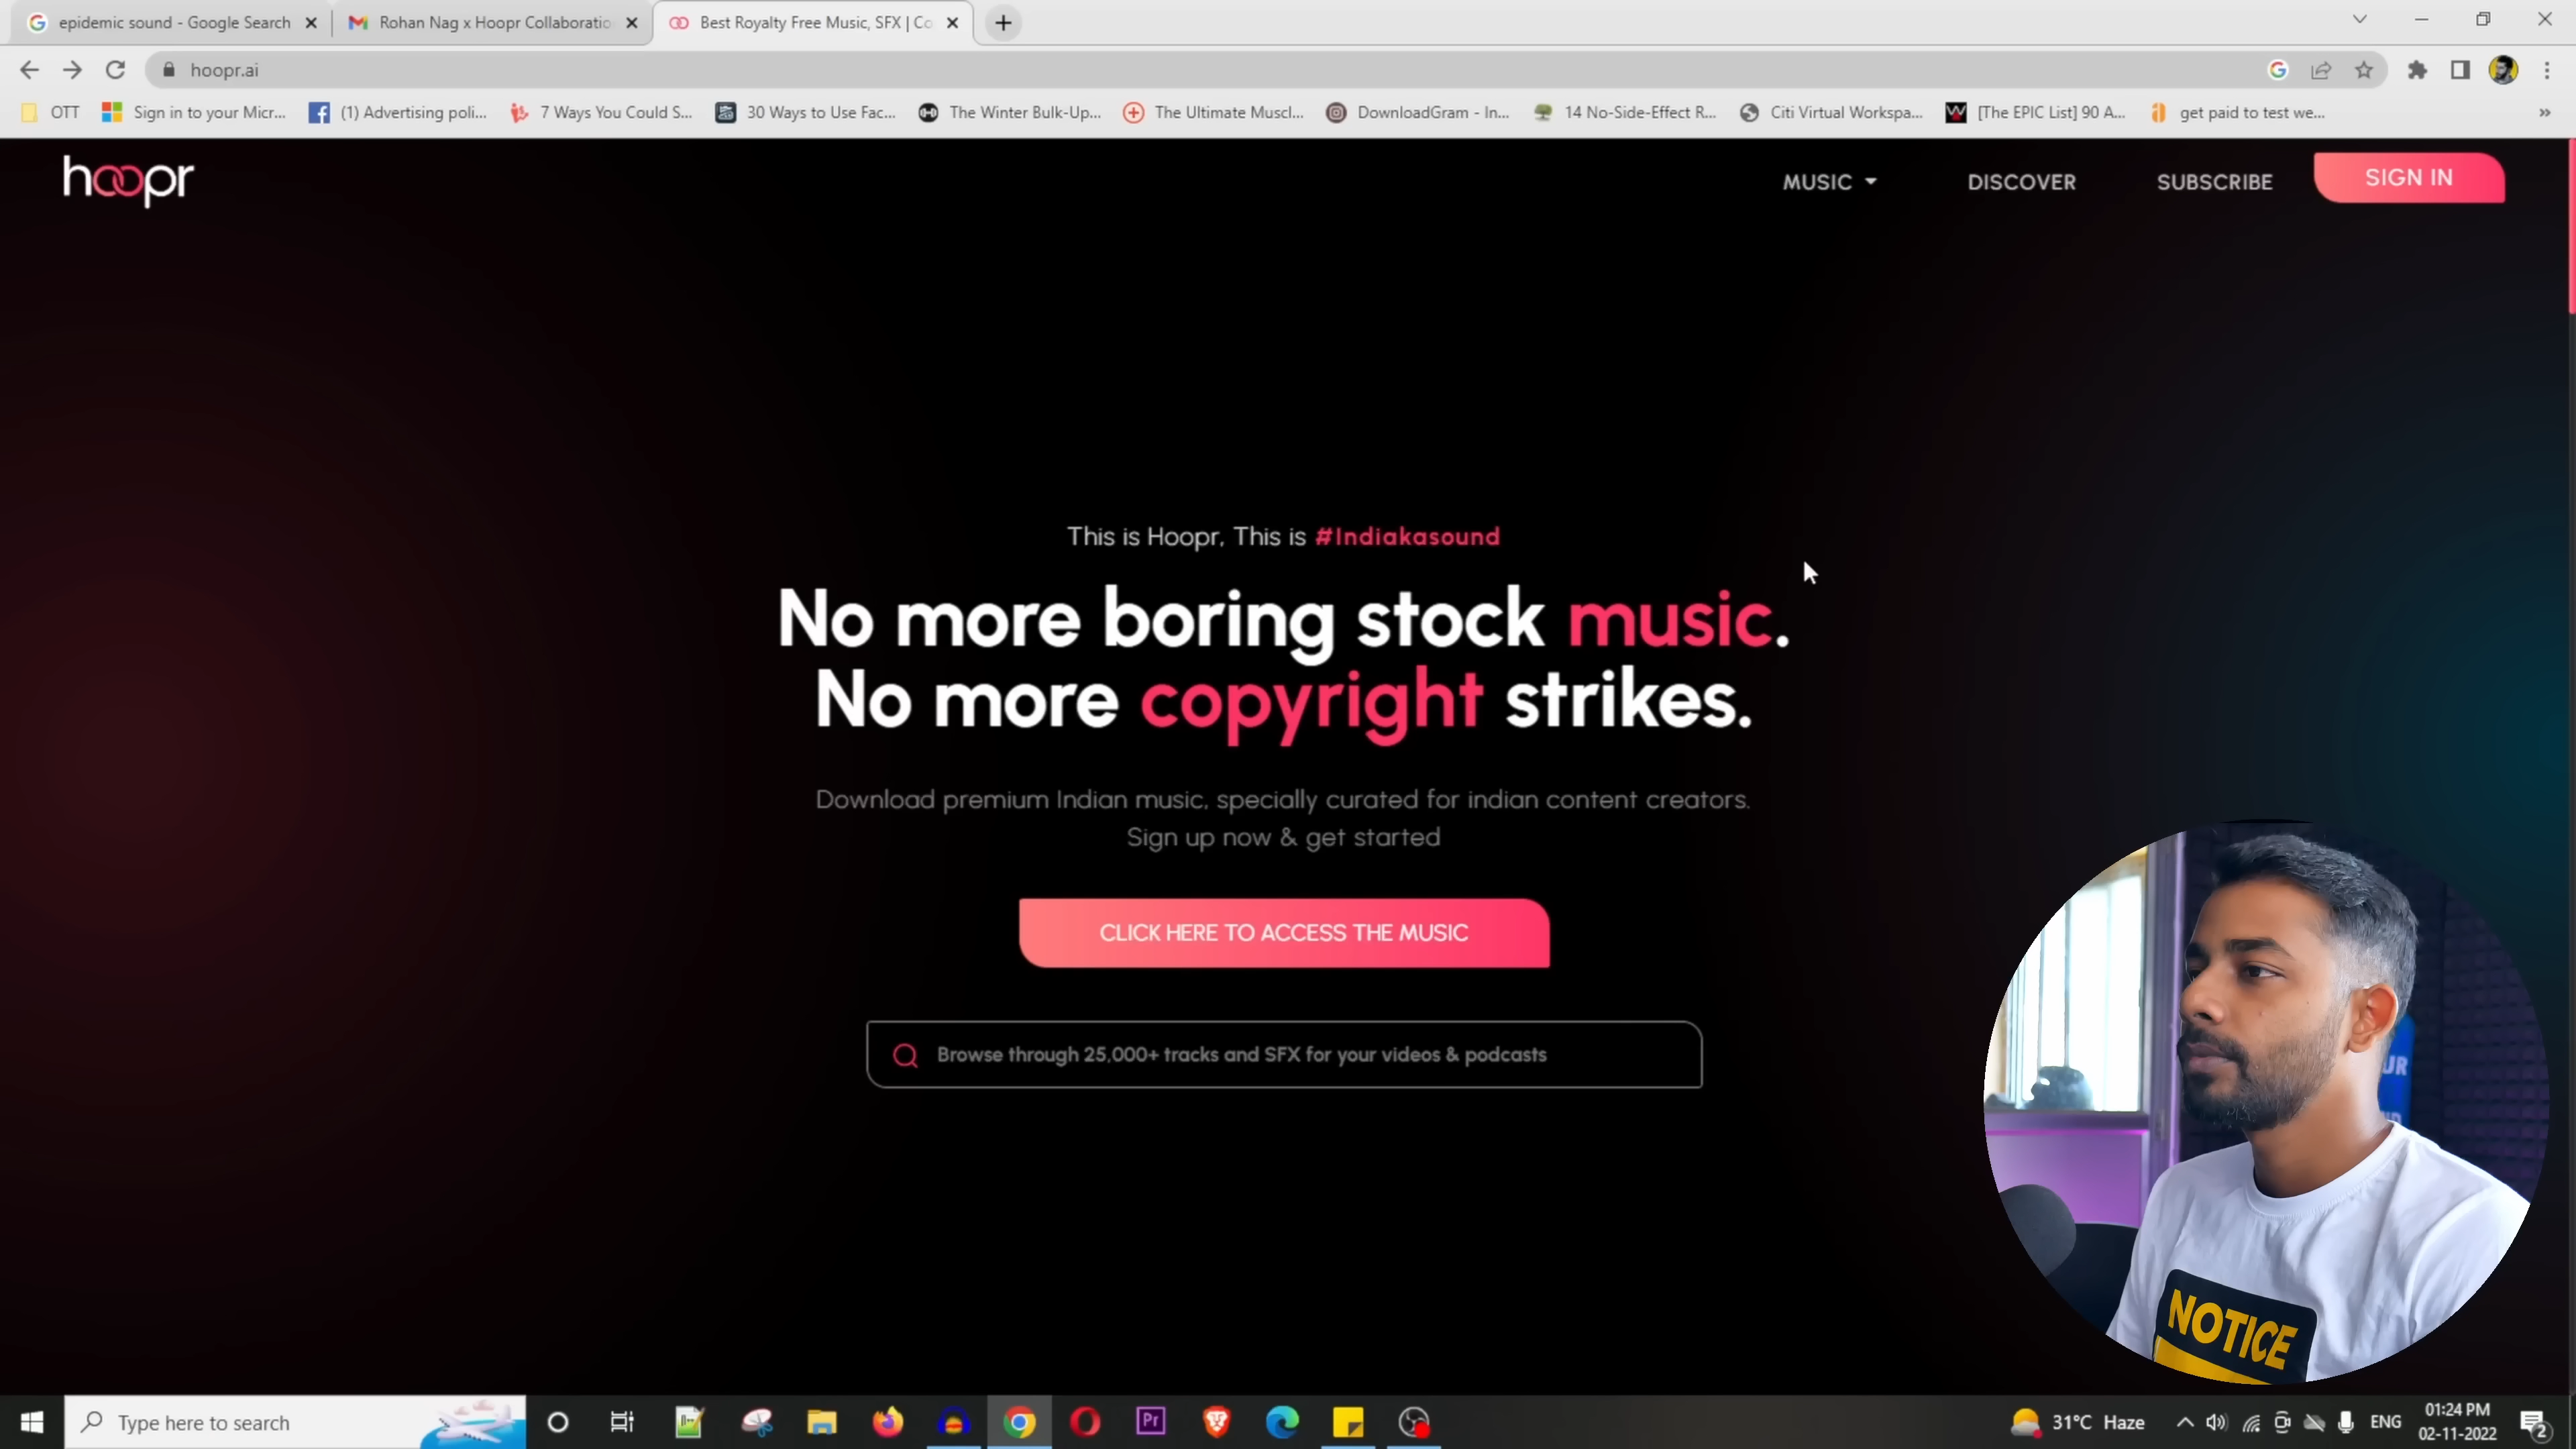 epidemic sound - Google Search
Rohan Nag x Hoopr Collaboratio
Best Royalty Free Music, SFX | Co
hoopr.ai
OTT
Sign in to your Micr...
(1) Advertising poli...
7 Ways You Could S...
30 Ways to Use Fac...
The Winter Bulk-Up...
The Ultimate Muscl...
DownloadGram - In...
14 No-Side-Effect R...
Citi Virtual Workspa...
[The EPIC List] 90 A...
get paid to test we...
hoopr
MUSIC
DISCOVER
SUBSCRIBE
SIGN IN
This is Hoopr, This is #Indiakasound
No more boring stock music.
No more copyright strikes.
Download premium Indian music, specially curated for indian content creators.
Sign up now & get started
CLICK HERE TO ACCESS THE MUSIC
Browse through 25,000+ tracks and SFX for your videos & podcasts
UR
NOTICE
Type here to search
Pr
31°C Haze
ENG
01:24 PM
02-11-2022
2